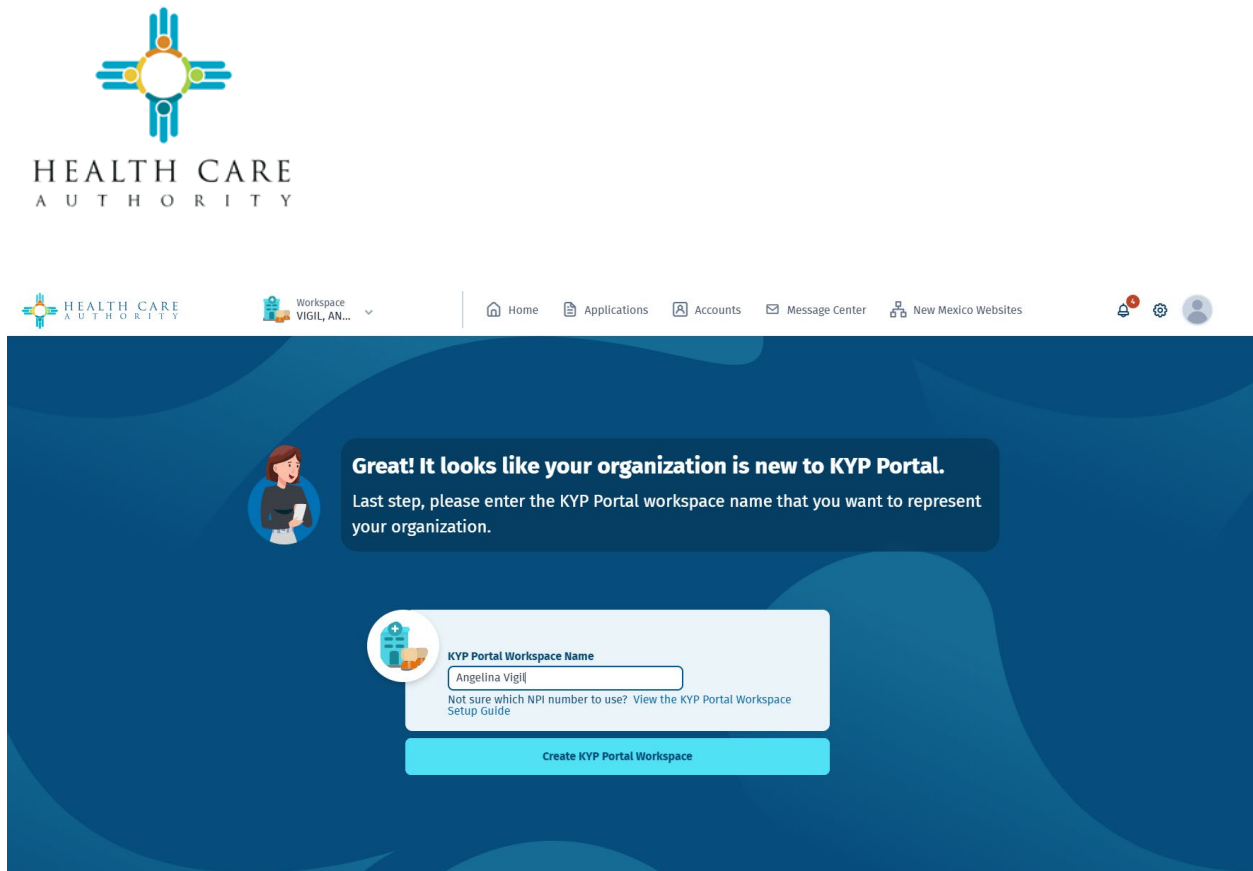 HEALTH CARE
AUTHORITY
HEALTH CARE
AUTHORITY
Workspace
VIGIL, AN...
Home
Applications
Accounts
Message Center
New Mexico Websites
4
Great! It looks like your organization is new to KYP Portal.
Last step, please enter the KYP Portal workspace name that you want to represent
your organization.
KYP Portal Workspace Name
Angelina Vigil
Not sure which NPI number to use? View the KYP Portal Workspace
Setup Guide
Create KYP Portal Workspace